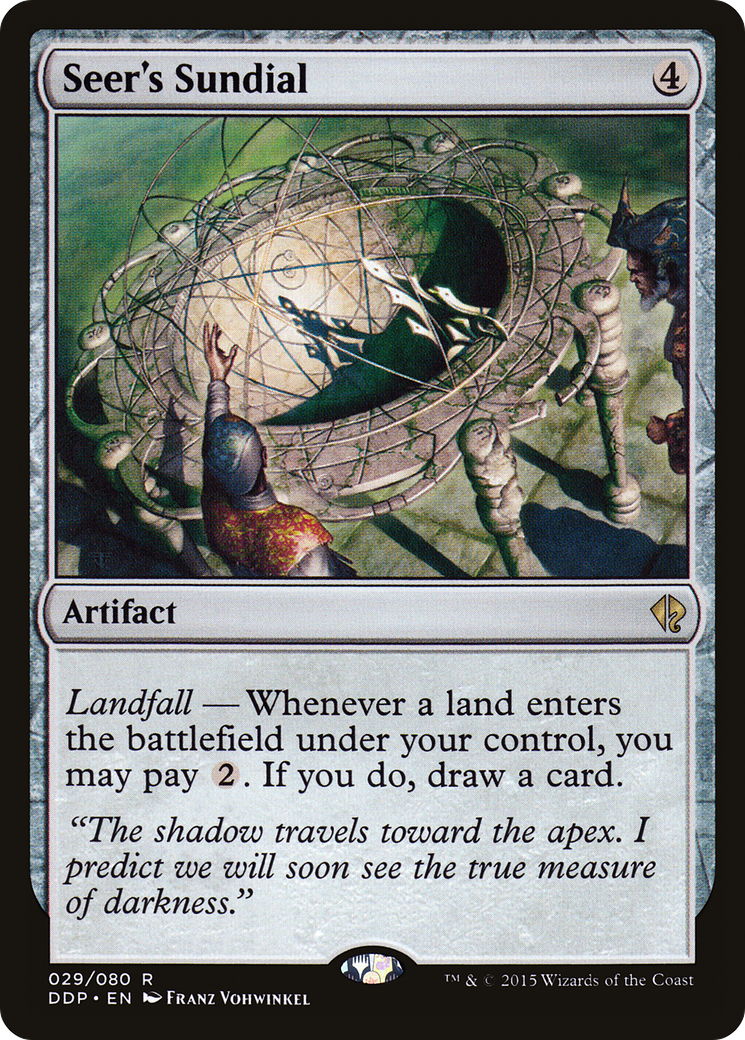 Seer's Sundial
4
Artifact
Landfall — Whenever a land enters
the battlefield under your control, you
may pay 2. If you do, draw a card.
"The shadow travels toward the apex. I
predict we will soon see the true measure
of darkness."
029/080 R
DDP • EN Franz Vohwinkel
™ & © 2015 Wizards of the Coast